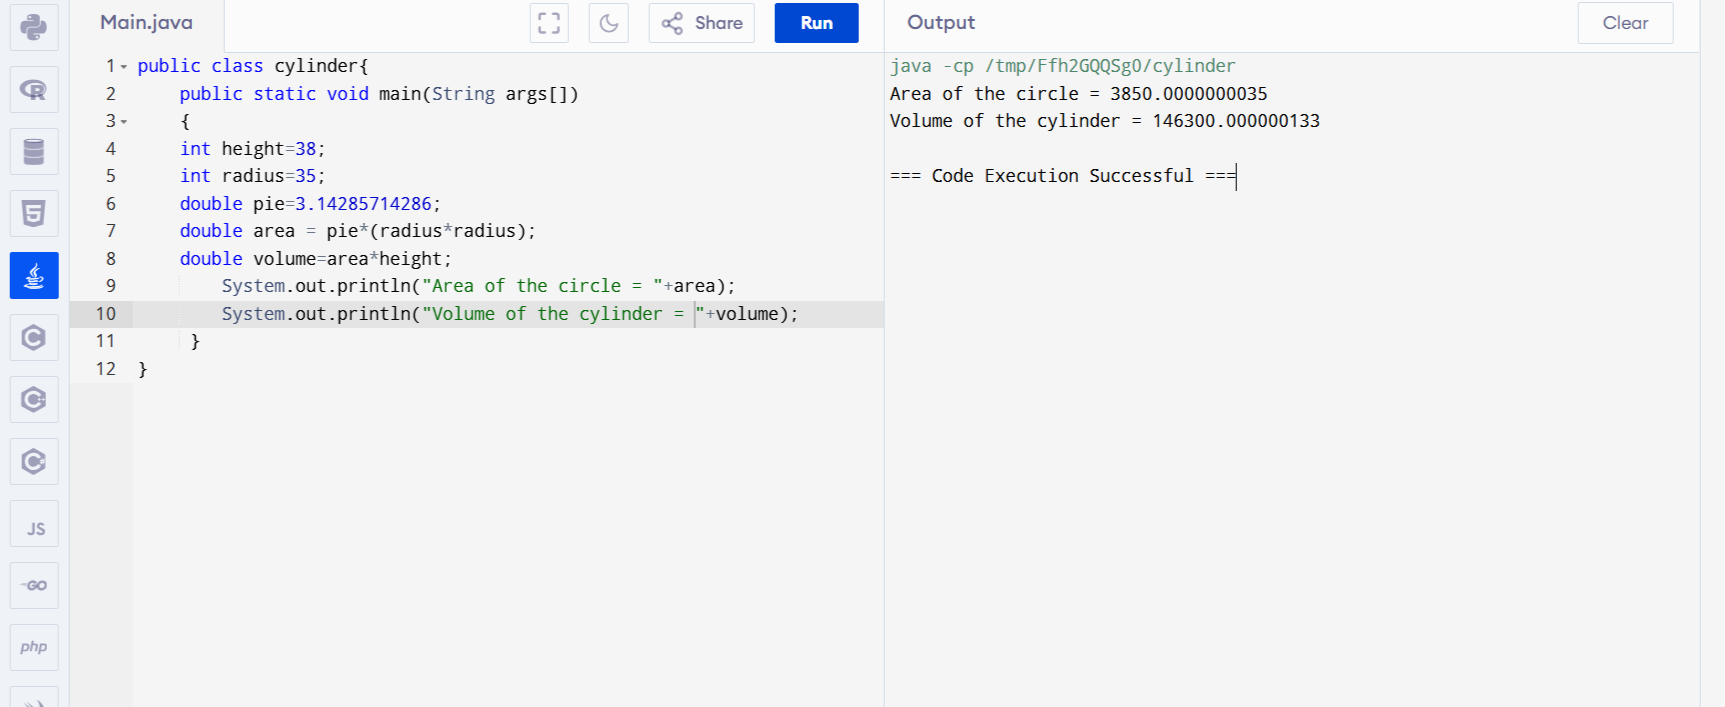 Main.java
Share
Run
Output
Clear
1 public class cylinder{
2 public static void main(String args[])
3 {
4 int height=38;
5 int radius=35;
6 double pie=3.14285714286;
7 double area = pie*(radius*radius);
8 double volume=area*height;
9 System.out.println("Area of the circle = "+area);
10 System.out.println("Volume of the cylinder = "+volume);
11 }
12 }
java -cp /tmp/Ffh2GQQSg0/cylinder
Area of the circle = 3850.0000000035
Volume of the cylinder = 146300.000000133
=== Code Execution Successful ===
R
5
C
C
C
JS
GO
php